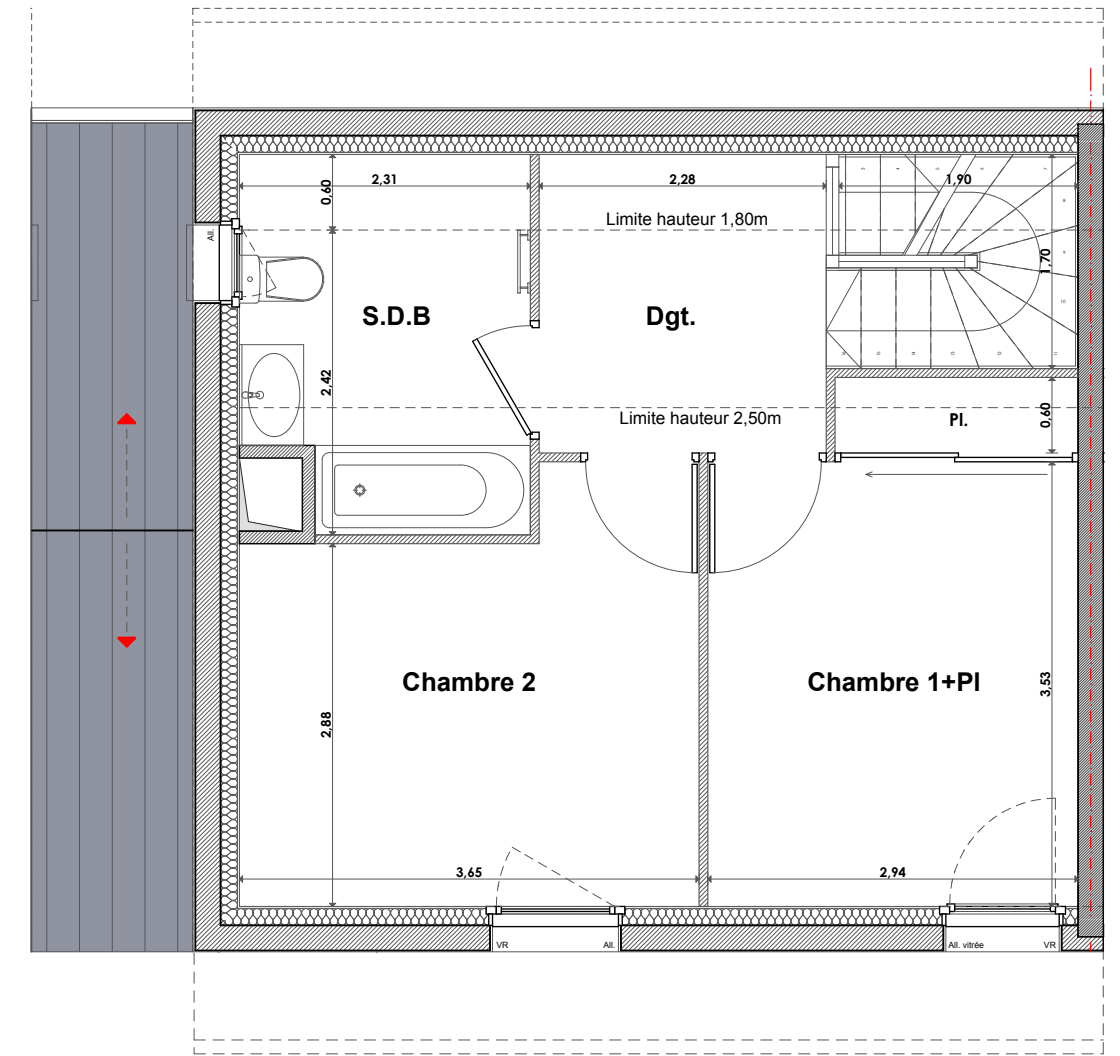 2,31
2,28
1,90
0,60
Limite hauteur 1,80m
All.
1,70
S.D.B
Dgt.
2,42
Limite hauteur 2,50m
Pl.
0,60
Chambre 2
Chambre 1+Pl
3,53
2,88
3,65
2,94
VR
All.
All. vitrée
VR